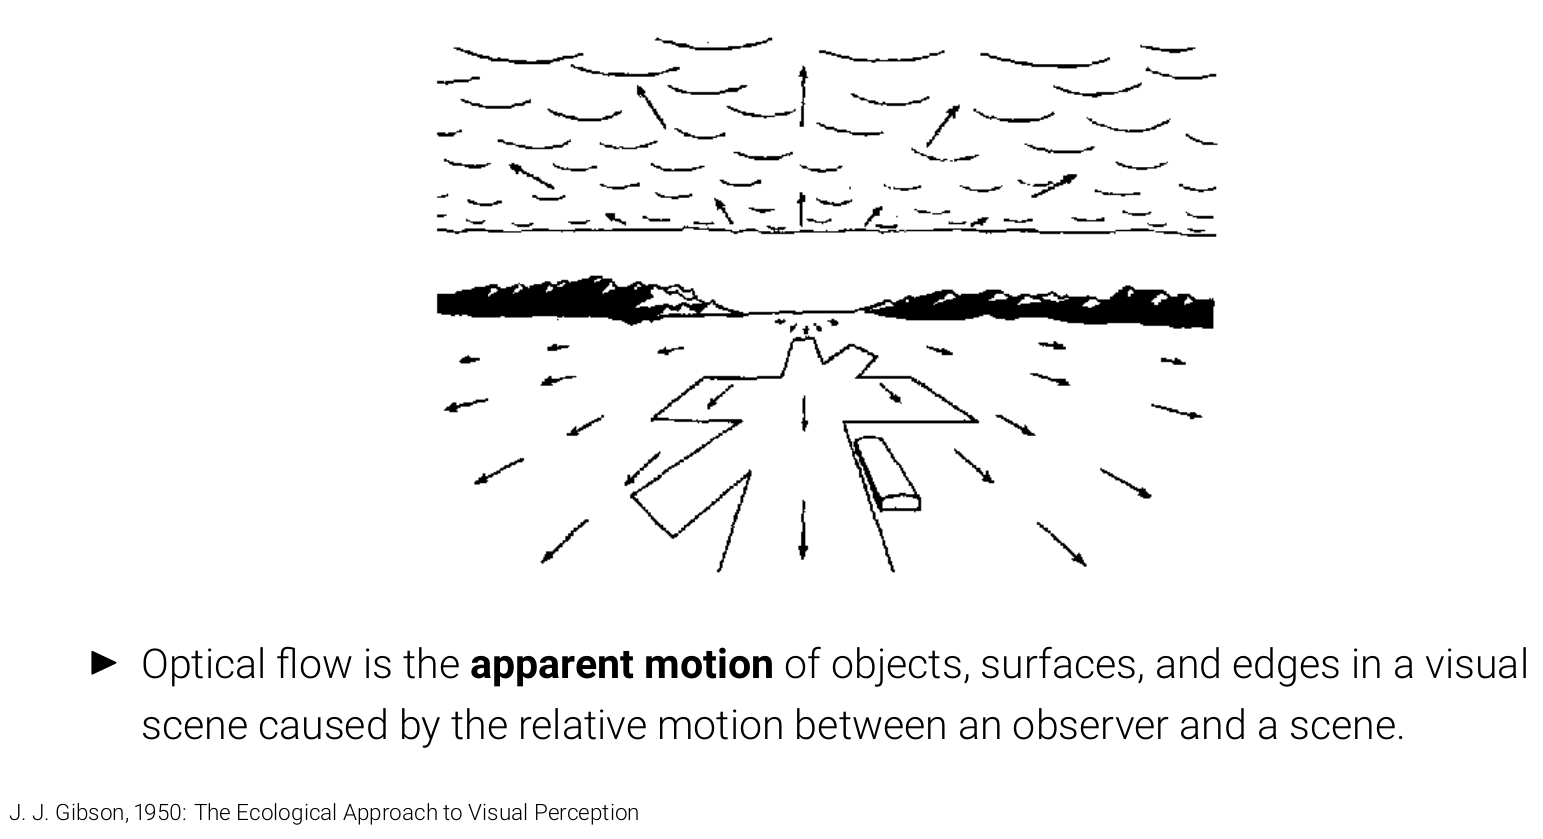 ► Optical flow is the apparent motion of objects, surfaces, and edges in a visual
scene caused by the relative motion between an observer and a scene.
J. J. Gibson, 1950: The Ecological Approach to Visual Perception